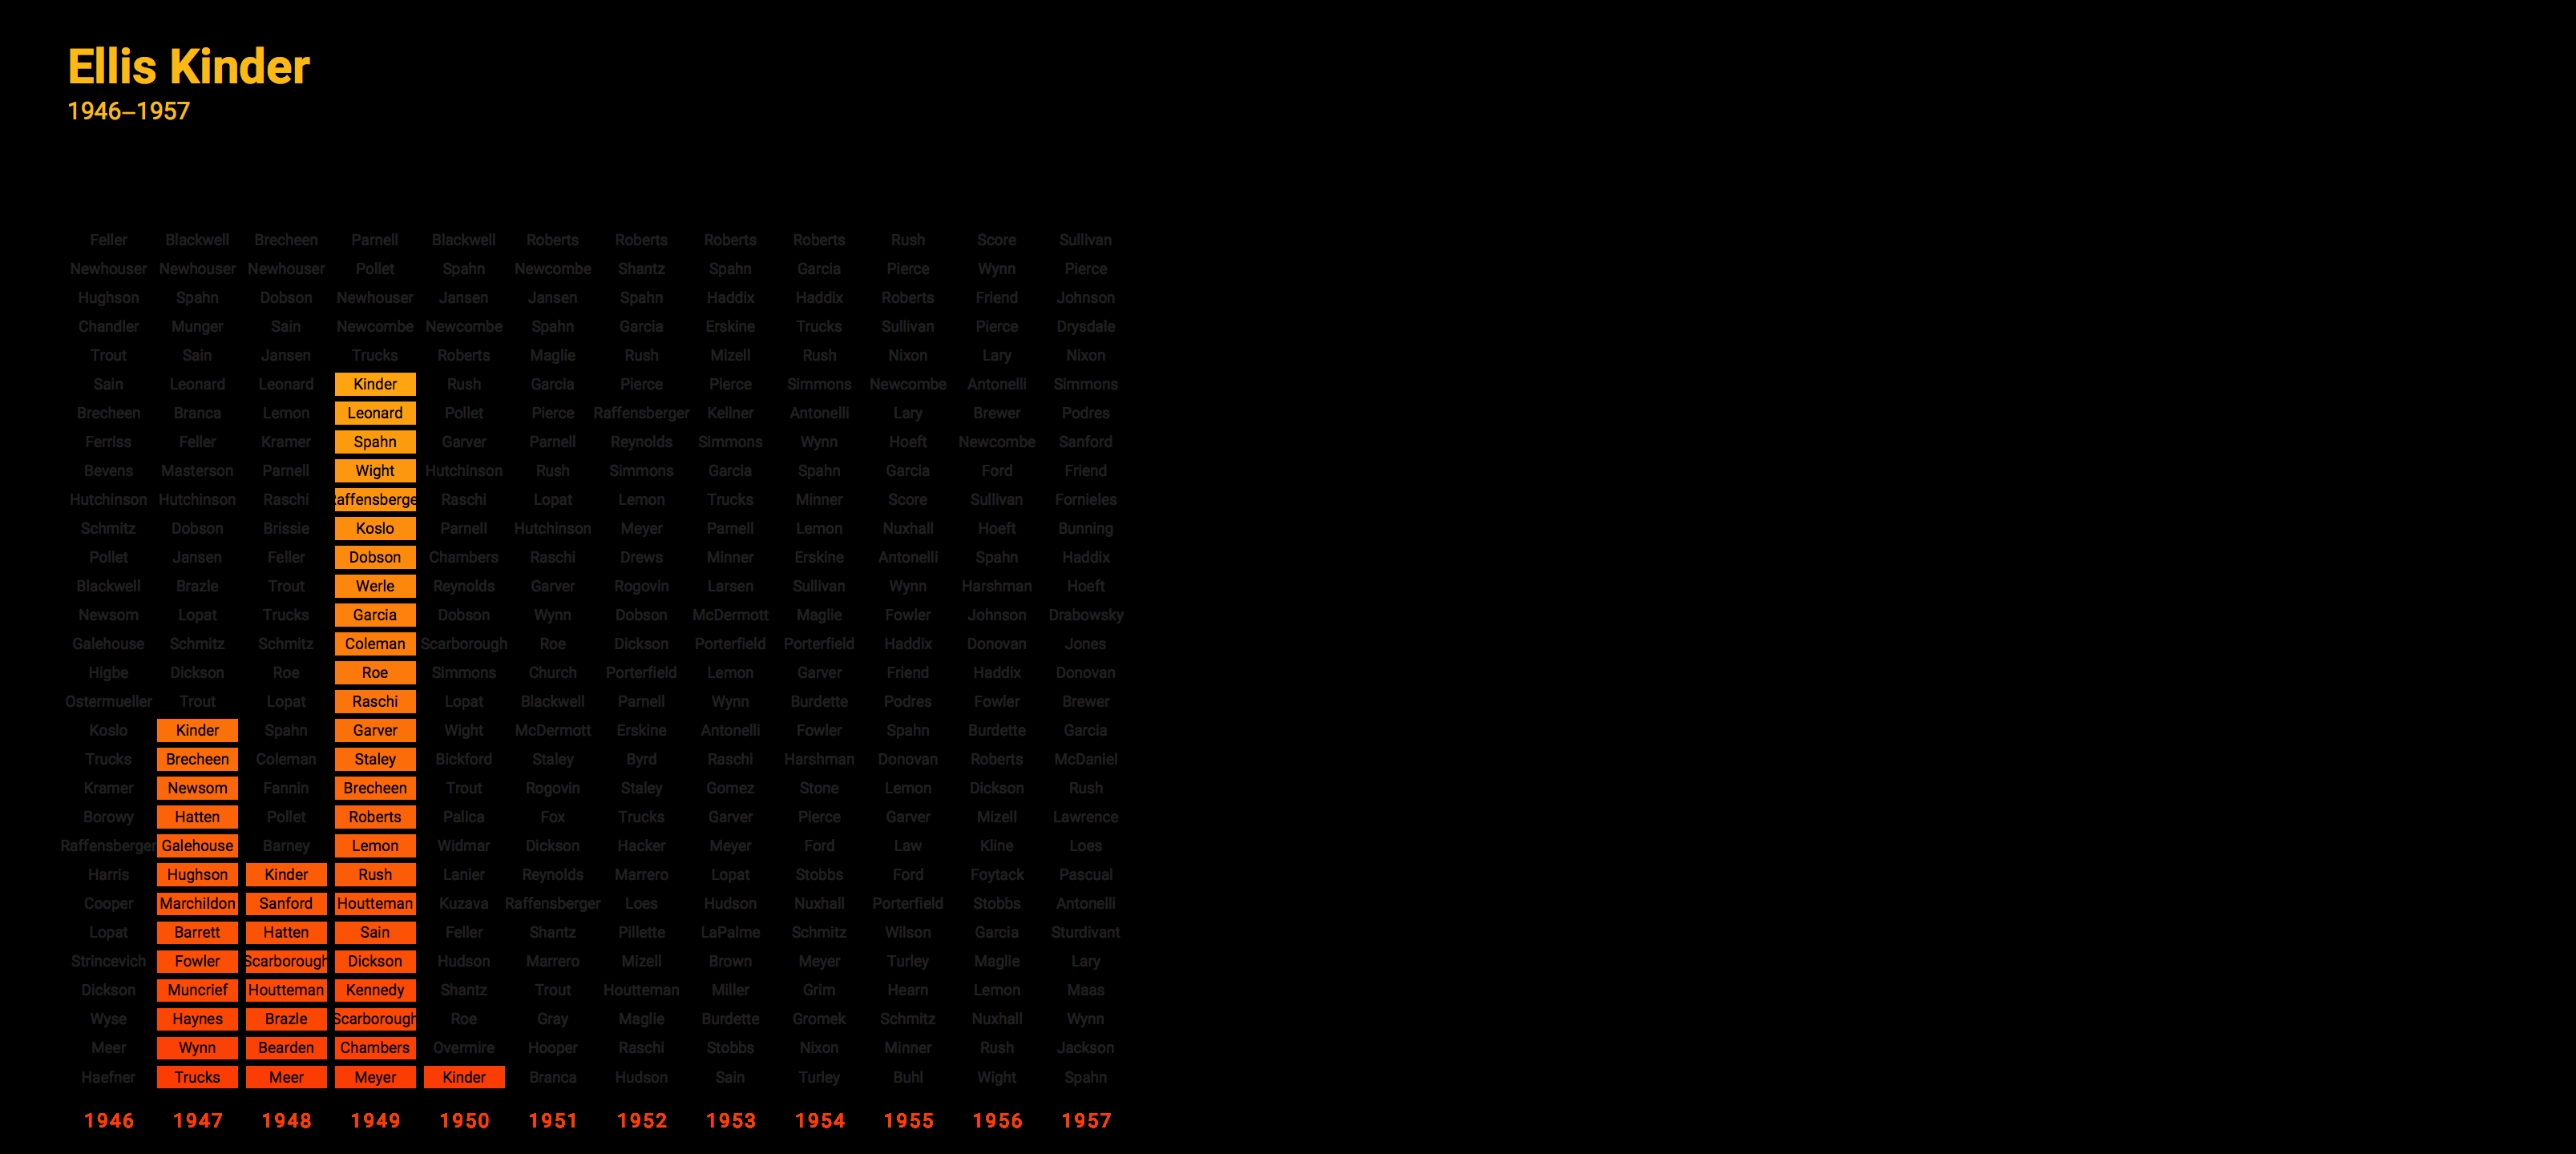 Ellis Kinder
1946–1957
Feller Blackwell Brecheen Parnell Blackwell Roberts Roberts Roberts Roberts Rush Score Sullivan
Newhouser Newhouser Newhouser Pollet Spahn Newcombe Shantz Spahn Garcia Pierce Wynn Pierce
Hughson Spahn Dobson Newhouser Jansen Jansen Spahn Haddix Haddix Roberts Friend Johnson
Chandler Munger Sain Newcombe Newcombe Spahn Garcia Erskine Trucks Sullivan Pierce Drysdale
Trout Sain Jansen Trucks Roberts Maglie Rush Mizell Rush Nixon Lary Nixon
Sain Leonard Leonard Kinder Rush Garcia Pierce Pierce Simmons Newcombe Antonelli Simmons
Brecheen Branca Lemon Leonard Pollet Pierce Raffensberger Kellner Antonelli Lary Brewer Podres
Ferriss Feller Kramer Spahn Garver Parnell Reynolds Simmons Wynn Hoeft Newcombe Sanford
Bevens Masterson Parnell Wight Hutchinson Rush Simmons Garcia Spahn Garcia Ford Friend
Hutchinson Hutchinson Raschi Raffensberger Raschi Lopat Lemon Trucks Minner Score Sullivan Fornieles
Schmitz Dobson Brissie Koslo Parnell Hutchinson Meyer Parnell Lemon Nuxhall Hoeft Bunning
Pollet Jansen Feller Dobson Chambers Raschi Drews Minner Erskine Antonelli Spahn Haddix
Blackwell Brazle Trout Werle Reynolds Garver Rogovin Larsen Sullivan Wynn Harshman Hoeft
Newsom Lopat Trucks Garcia Dobson Wynn Dobson McDermott Maglie Fowler Johnson Drabowsky
Galehouse Schmitz Schmitz Coleman Scarborough Roe Dickson Porterfield Porterfield Haddix Donovan Jones
Higbe Dickson Roe Roe Simmons Church Porterfield Lemon Garver Friend Haddix Donovan
Ostermueller Trout Lopat Raschi Lopat Blackwell Parnell Wynn Burdette Podres Fowler Brewer
Koslo Kinder Spahn Garver Wight McDermott Erskine Antonelli Fowler Spahn Burdette Garcia
Trucks Brecheen Coleman Staley Bickford Staley Byrd Raschi Harshman Donovan Roberts McDaniel
Kramer Newsom Fannin Brecheen Trout Rogovin Staley Gomez Stone Lemon Dickson Rush
Borowy Hatten Pollet Roberts Palica Fox Trucks Garver Pierce Garver Mizell Lawrence
Raffensberger Galehouse Barney Lemon Widmar Dickson Hacker Meyer Ford Law Kline Loes
Harris Hughson Kinder Rush Lanier Reynolds Marrero Lopat Stobbs Ford Foytack Pascual
Cooper Marchildon Sanford Houtteman Kuzava Raffensberger Loes Hudson Nuxhall Porterfield Stobbs Antonelli
Lopat Barrett Hatten Sain Feller Shantz Pillette LaPalme Schmitz Wilson Garcia Sturdivant
Strincevich Fowler Scarborough Dickson Hudson Marrero Mizell Brown Meyer Turley Maglie Lary
Dickson Muncrief Houtteman Kennedy Shantz Trout Houtteman Miller Grim Hearn Lemon Maas
Wyse Haynes Brazle Scarborough Roe Gray Maglie Burdette Gromek Schmitz Nuxhall Wynn
Meer Wynn Bearden Chambers Overmire Hooper Raschi Stobbs Nixon Minner Rush Jackson
Haefner Trucks Meer Meyer Kinder Branca Hudson Sain Turley Buhl Wight Spahn
1946 1947 1948 1949 1950 1951 1952 1953 1954 1955 1956 1957